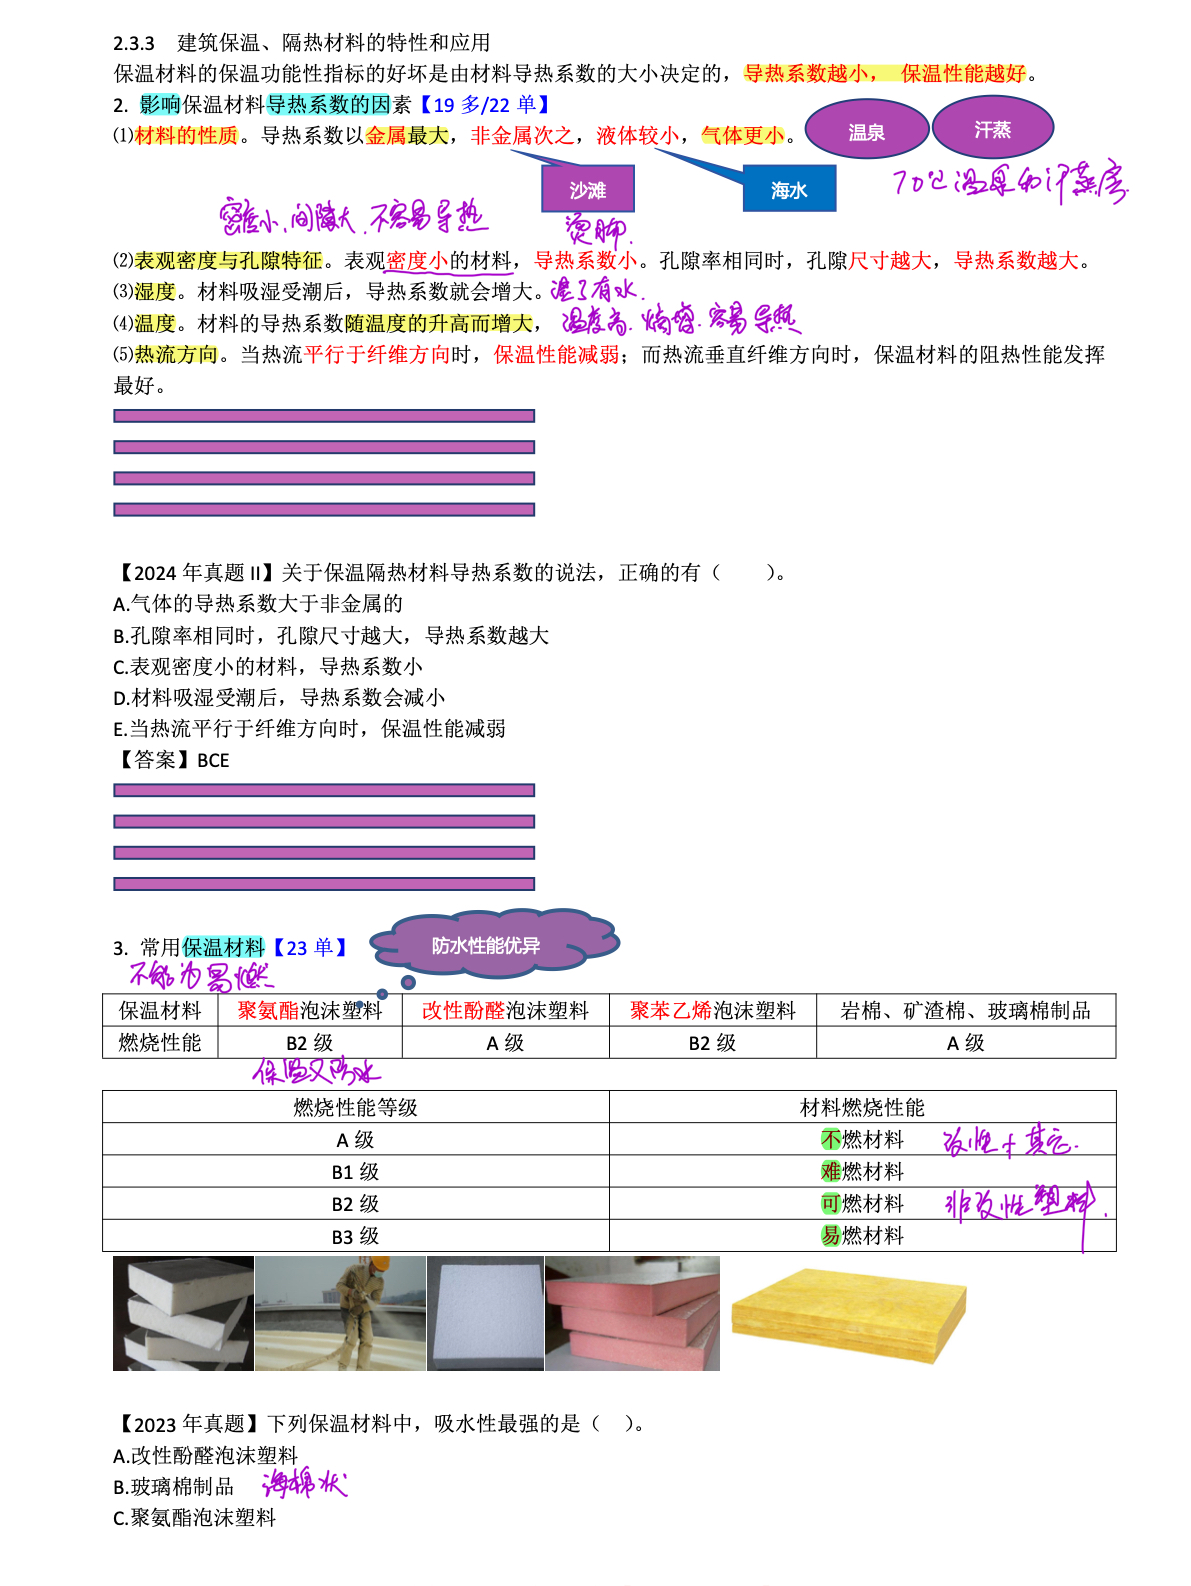 2.3.3 建筑保温、隔热材料的特性和应用
保温材料的保温功能性指标的好坏是由材料导热系数的大小决定的，导热系数越小， 保温性能越好。
2. 影响保温材料导热系数的因素【19 多/22 单】
⑴材料的性质。导热系数以金属最大，非金属次之，液体较小，气体更小。
温泉
汗蒸
沙滩
海水
70℃温泉和汗蒸房
密度小、间隙大、不容易导热
烫脚.
⑵表观密度与孔隙特征。表观密度小的材料，导热系数小。孔隙率相同时，孔隙尺寸越大，导热系数越大。
⑶湿度。材料吸湿受潮后，导热系数就会增大。湿了有水.
⑷温度。材料的导热系数随温度的升高而增大， 温度高. 熵增. 容易导热
⑸热流方向。当热流平行于纤维方向时，保温性能减弱；而热流垂直纤维方向时，保温材料的阻热性能发挥
最好。
【2024 年真题 II】关于保温隔热材料导热系数的说法，正确的有（ ）。
A.气体的导热系数大于非金属的
B.孔隙率相同时，孔隙尺寸越大，导热系数越大
C.表观密度小的材料，导热系数小
D.材料吸湿受潮后，导热系数会减小
E.当热流平行于纤维方向时，保温性能减弱
【答案】BCE
3. 常用保温材料【23 单】
防水性能优异
不能为易燃
保温材料 聚氨酯泡沫塑料 改性酚醛泡沫塑料 聚苯乙烯泡沫塑料 岩棉、矿渣棉、玻璃棉制品
燃烧性能 B2 级 A 级 B2 级 A 级
保温又防水
燃烧性能等级 材料燃烧性能
A 级 不燃材料 改性+其它.
B1 级 难燃材料
B2 级 可燃材料 非改性塑料.
B3 级 易燃材料
【2023 年真题】下列保温材料中，吸水性最强的是（ ）。
A.改性酚醛泡沫塑料
B.玻璃棉制品 海棉状
C.聚氨酯泡沫塑料